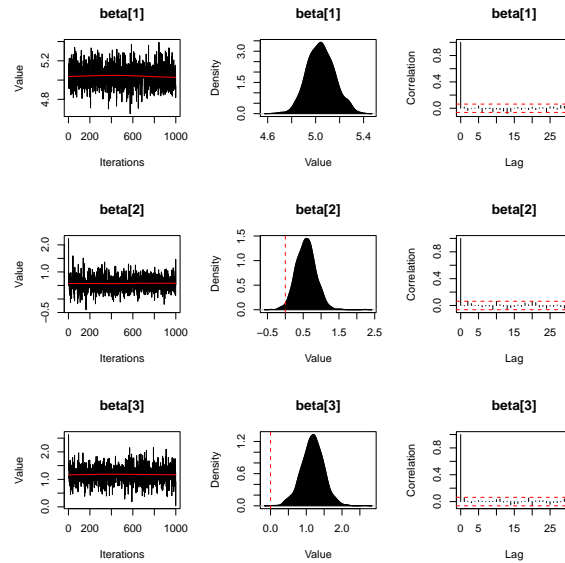 beta[1] beta[1] beta[1]
Value 4.8 5.2
0 200 600 1000
Iterations
Density 0.0 1.5 3.0
4.6 5.0 5.4
Value
Correlation 0.0 0.4 0.8
0 5 15 25
Lag
beta[2] beta[2] beta[2]
Value -0.5 1.0 2.0
0 200 600 1000
Iterations
Density 0.0 0.5 1.0 1.5
-0.5 0.5 1.5 2.5
Value
Correlation 0.0 0.4 0.8
0 5 15 25
Lag
beta[3] beta[3] beta[3]
Value 0.0 1.0 2.0
0 200 600 1000
Iterations
Density 0.0 0.6 1.2
0.0 1.0 2.0
Value
Correlation 0.0 0.4 0.8
0 5 15 25
Lag